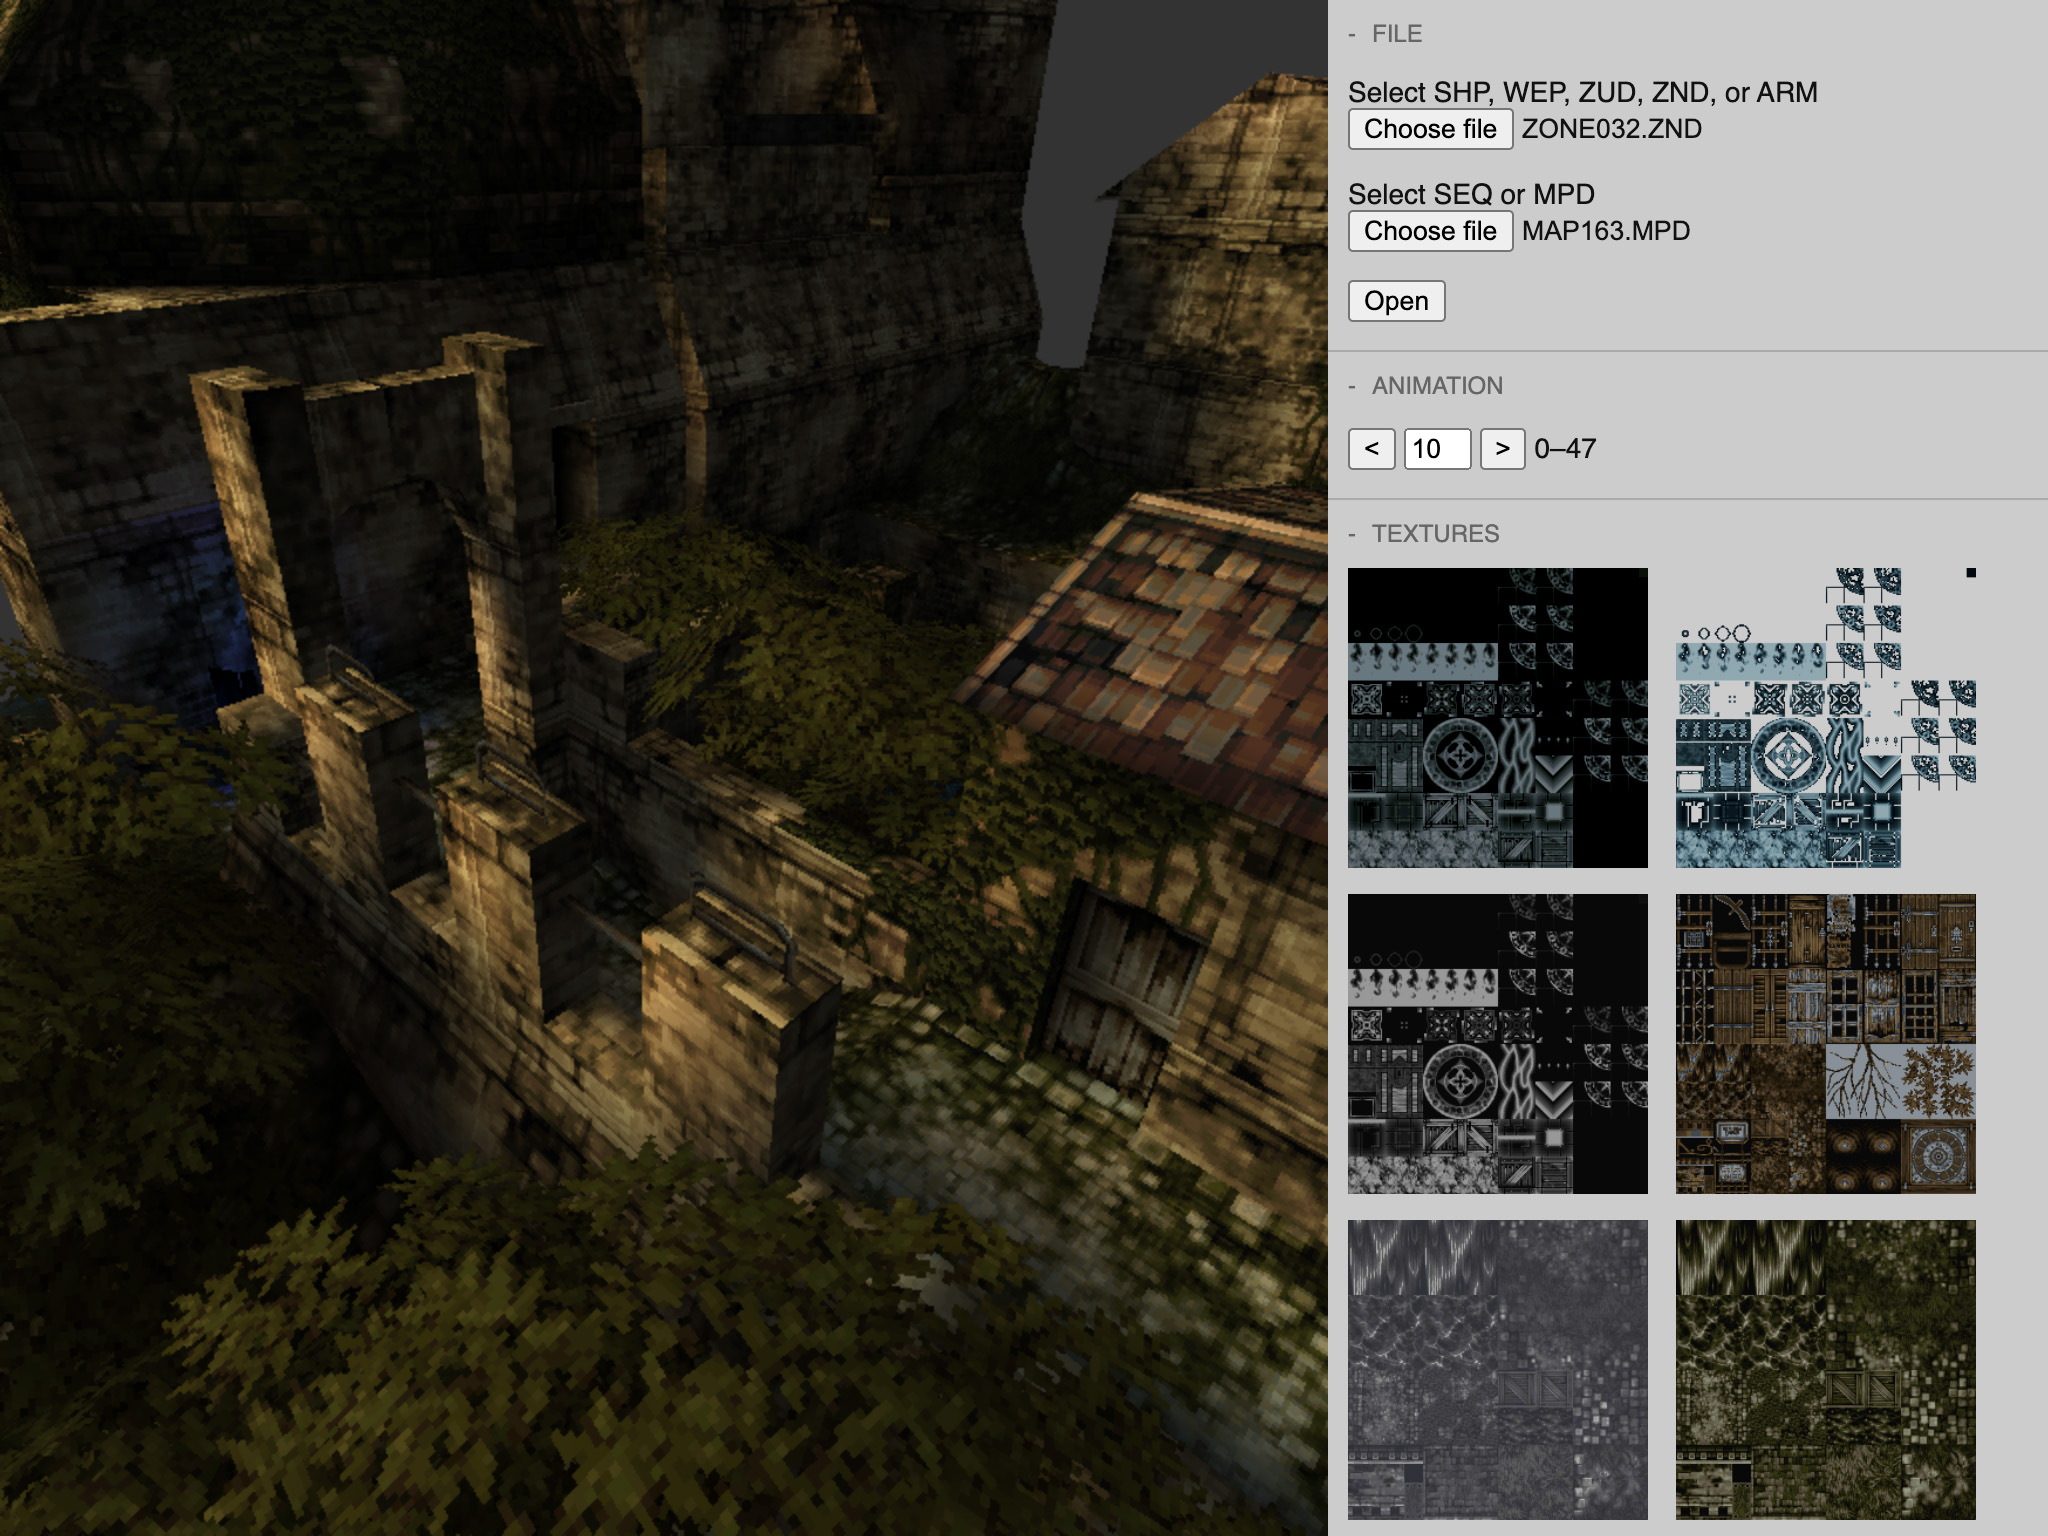 - FILE
Select SHP, WEP, ZUD, ZND, or ARM
Choose file ZONE032.ZND
Select SEQ or MPD
Choose file MAP163.MPD
Open
- ANIMATION
< 10 > 0–47
- TEXTURES